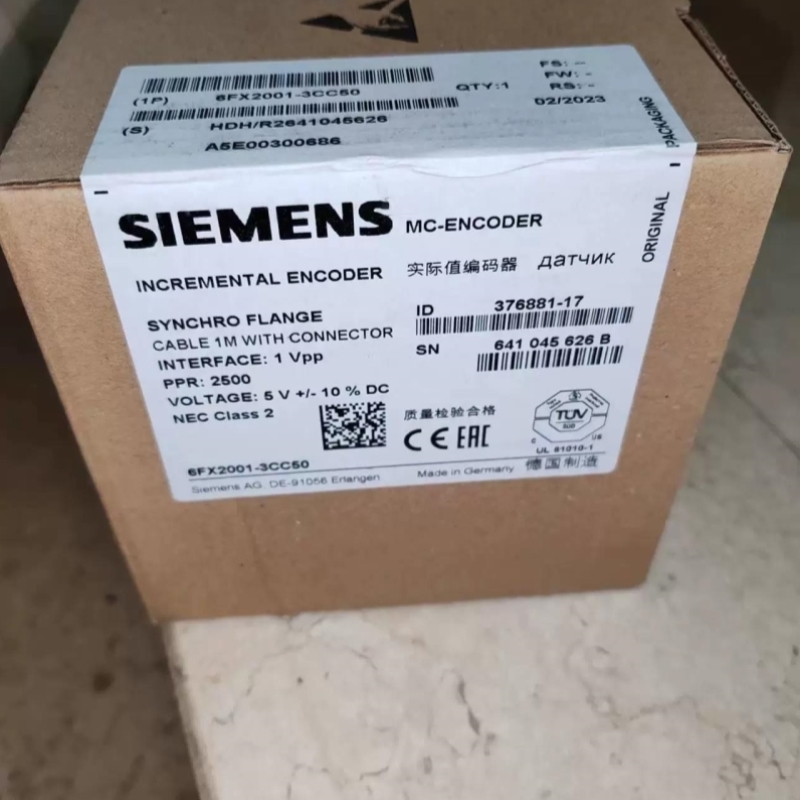 (1P) 6FX2001-3CC50 QTY:1
FS: --
FW: -
RS: --
02/2023
(S) HDH/R2641045626
A5E00300686
ORIGINAL PACKAGING
SIEMENS MC-ENCODER
INCREMENTAL ENCODER 实际值编码器 датчик
SYNCHRO FLANGE
CABLE 1M WITH CONNECTOR
INTERFACE: 1 Vpp
PPR: 2500
VOLTAGE: 5 V +/- 10 % DC
NEC Class 2
ID 376881-17
SN 641 045 626 B
质量检验合格
CE EAC
TÜV
SÜD
C US
UL 61010-1
6FX2001-3CC50
Siemens AG, DE-91056 Erlangen
Made in Germany 德国制造